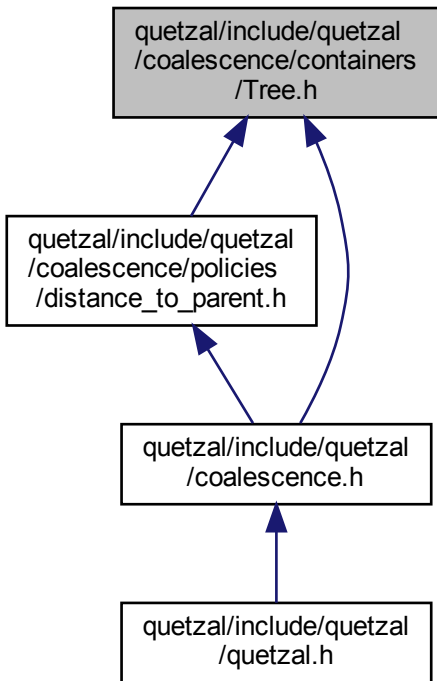 quetzal/include/quetzal
/coalescence/containers
/Tree.h
quetzal/include/quetzal
/coalescence/policies
/distance_to_parent.h
quetzal/include/quetzal
/coalescence.h
quetzal/include/quetzal
/quetzal.h